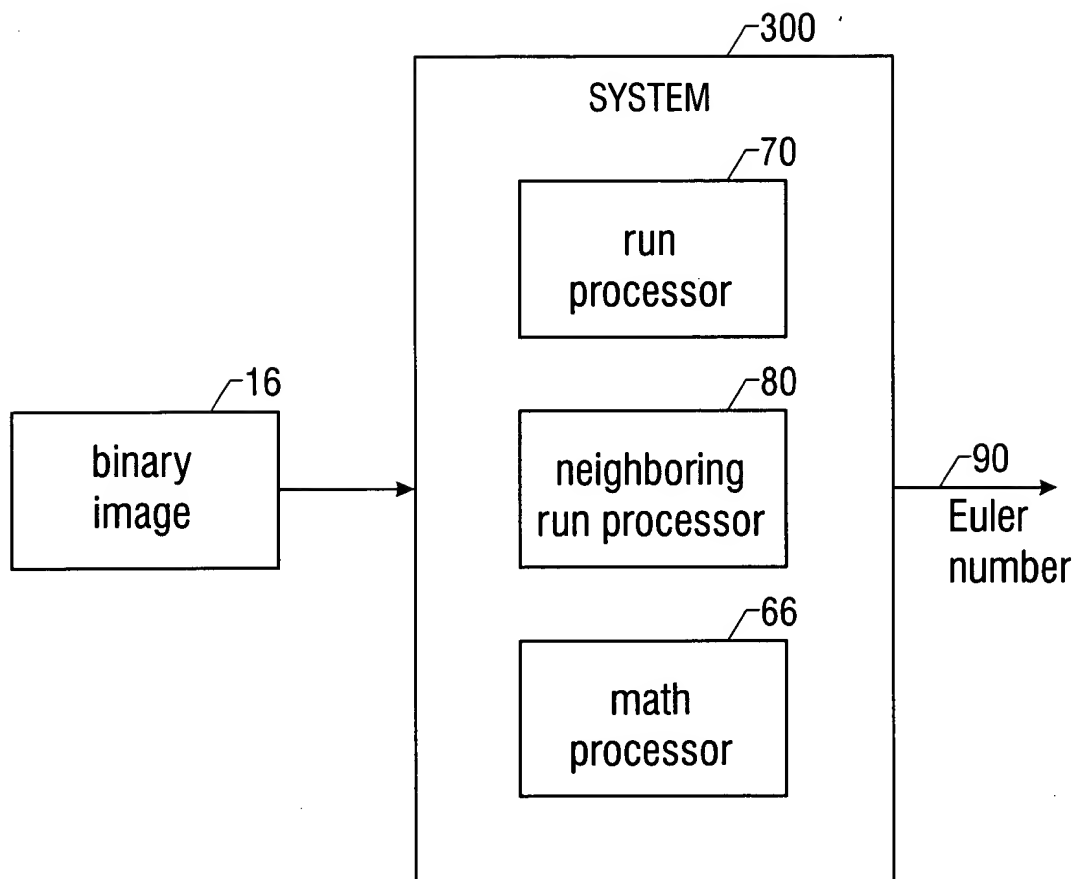 300
SYSTEM
70
run
processor
16
binary
image
80
neighboring
run processor
90
Euler
number
66
math
processor